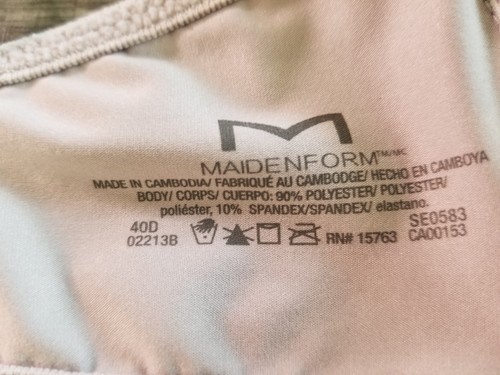 MAIDENFORM™/MC
MADE IN CAMBODIA/ FABRIQUÉ AU CAMBODGE/ HECHO EN CAMBOYA
BODY/ CORPS/ CUERPO: 90% POLYESTER/ POLYESTER/
poliéster, 10% SPANDEX/SPANDEX/ elastano.
40D SE0583
02213B RN# 15763 CA00153